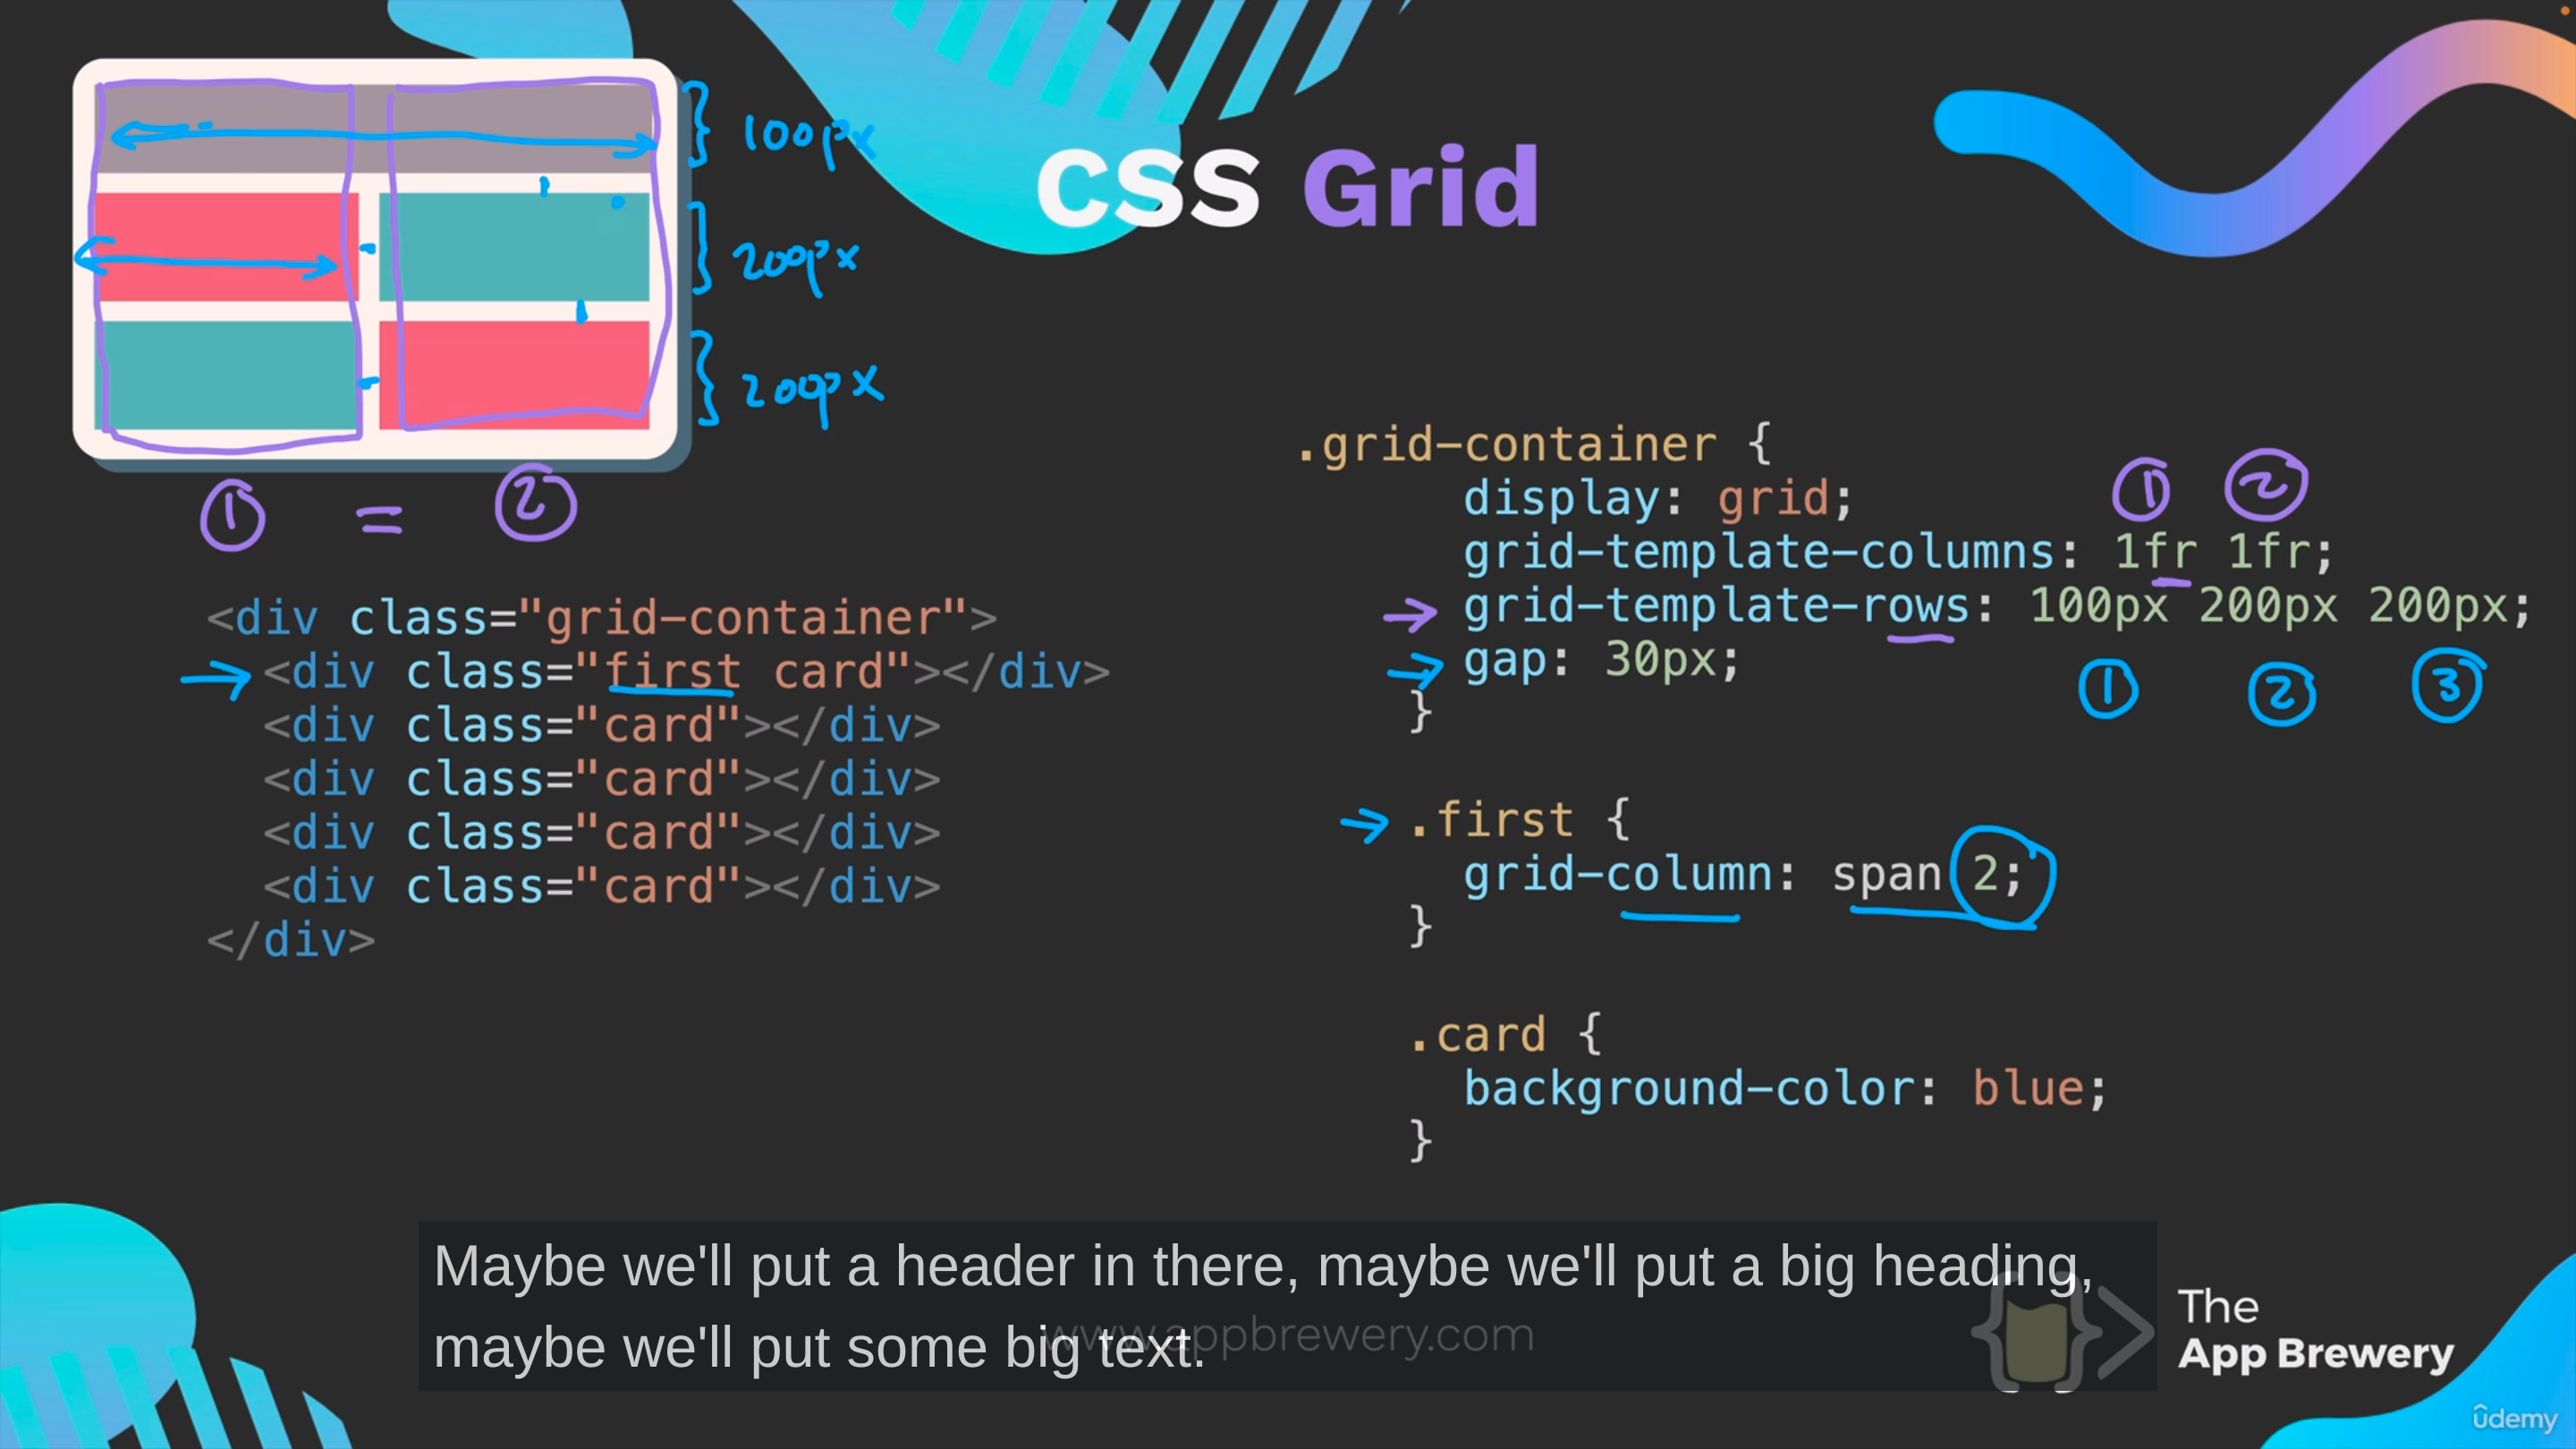 CSS Grid
100px
200px
200px
1 = 2
<div class="grid-container">
<div class="first card"></div>
<div class="card"></div>
<div class="card"></div>
<div class="card"></div>
<div class="card"></div>
</div>
.grid-container {
display: grid;
1 2
grid-template-columns: 1fr 1fr;
grid-template-rows: 100px 200px 200px;
gap: 30px;
1 2 3
}
.first {
grid-column: span 2;
}
.card {
background-color: blue;
}
Maybe we'll put a header in there, maybe we'll put a big heading,
maybe we'll put some big text.
www.appbrewery.com
The
App Brewery
ûdemy